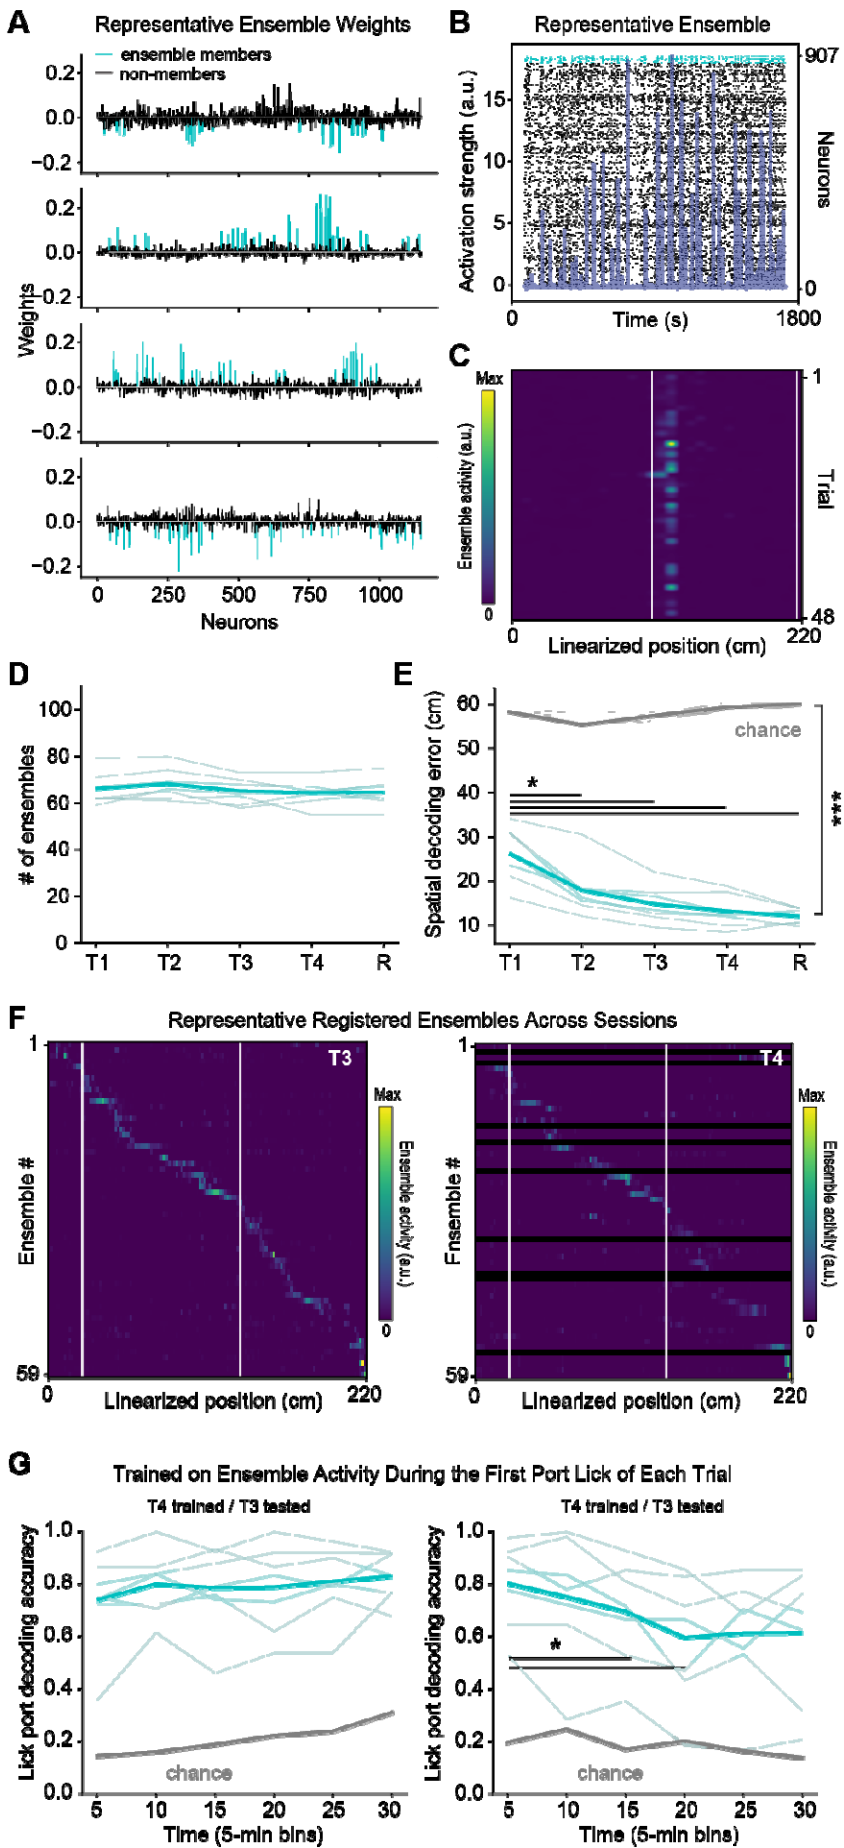 A
Representative Ensemble Weights
ensemble members
non-members
0.2
0.0
−0.2
0.2
0.0
−0.2
0.2
0.0
−0.2
0.2
0.0
−0.2
Weights
0 250 500 750 1000
Neurons
B
Representative Ensemble
Activation strength (a.u.)
15
10
5
0
907
Neurons
0
0 Time (s) 1800
C
Max
Ensemble activity (a.u.)
0
1
Trial
48
0 220
Linearized position (cm)
D
# of ensembles
100
80
60
40
20
0
T1 T2 T3 T4 R
E
Spatial decoding error (cm)
60
50
40
30
20
10
chance
*
***
T1 T2 T3 T4 R
F
Representative Registered Ensembles Across Sessions
1
T3
Ensemble #
59
0 220
Linearized position (cm)
Max
Ensemble activity (a.u.)
0
1
T4
Fnsemble #
59
0 220
Linearized position (cm)
Max
Ensemble activity (a.u.)
0
G
Trained on Ensemble Activity During the First Port Lick of Each Trial
T4 trained / T3 tested
Lick port decoding accuracy
1.0
0.8
0.6
0.4
0.2
0.0
chance
5 10 15 20 25 30
Time (5-min bins)
T4 trained / T3 tested
Lick port decoding accuracy
1.0
0.8
0.6
0.4
0.2
0.0
*
chance
5 10 15 20 25 30
Time (5-min bins)